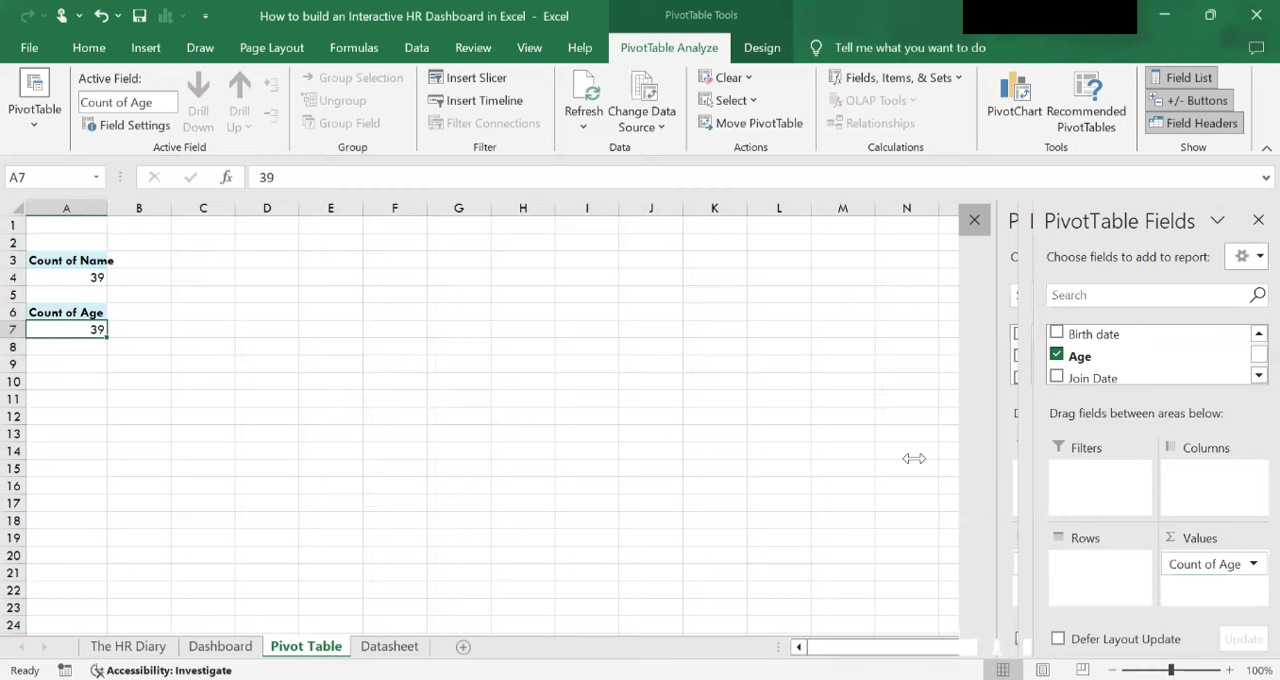 How to build an Interactive HR Dashboard in Excel - Excel
PivotTable Tools
File Home Insert Draw Page Layout Formulas Data Review View Help PivotTable Analyze Design Tell me what you want to do
PivotTable
Active Field:
Count of Age
Field Settings
Drill Down
Drill Up
Active Field
Group Selection
Ungroup
Group Field
Group
Insert Slicer
Insert Timeline
Filter Connections
Filter
Refresh
Change Data Source
Data
Clear
Select
Move PivotTable
Actions
Fields, Items, & Sets
OLAP Tools
Relationships
Calculations
PivotChart
Recommended PivotTables
Tools
Field List
+/- Buttons
Field Headers
Show
A7 fx 39
A B C D E F G H I J K L M N
1
2
3 Count of Name
4 39
5
6 Count of Age
7 39
8
9
10
11
12
13
14
15
16
17
18
19
20
21
22
23
24
PivotTable Fields
Choose fields to add to report:
Search
Birth date
Age
Join Date
Drag fields between areas below:
Filters
Columns
Rows
Σ Values
Count of Age
Defer Layout Update
Update
The HR Diary Dashboard Pivot Table Datasheet
Ready Accessibility: Investigate 100%